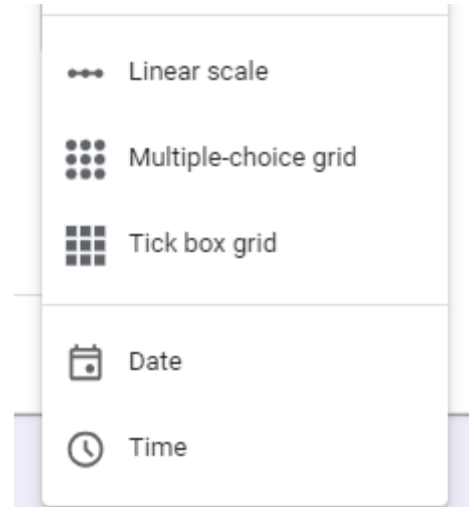 Linear scale
Multiple-choice grid
Tick box grid
Date
Time